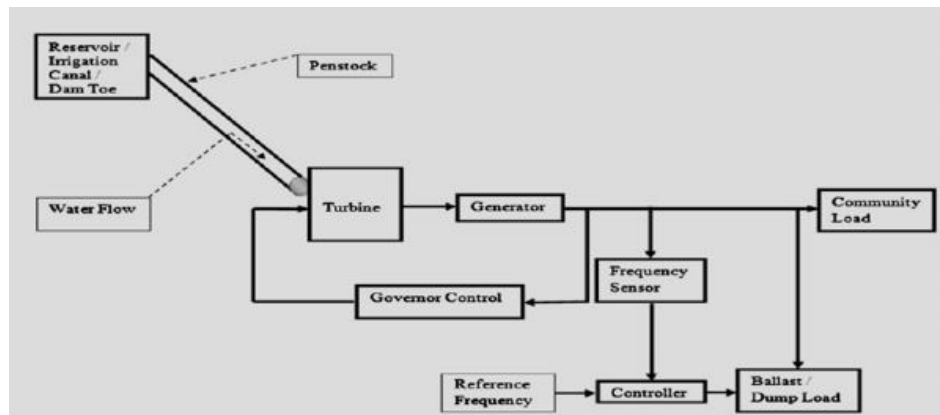 Reservoir /
Irrigation
Canal /
Dam Toe
Penstock
Water Flow
Turbine
Generator
Community
Load
Frequency
Sensor
Governor Control
Reference
Frequency
Controller
Ballast /
Dump Load